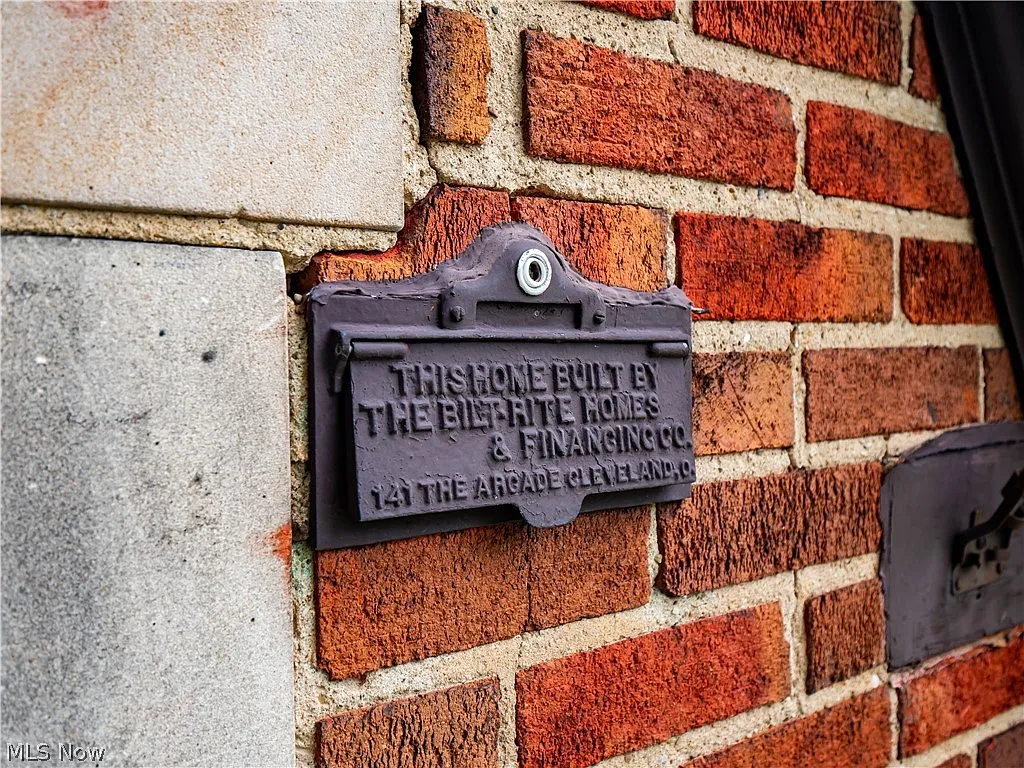 THIS HOME BUILT BY
THE BILT-RITE HOMES
& FINANCING CO.
141 THE ARCADE CLEVELAND, O.
MLS Now